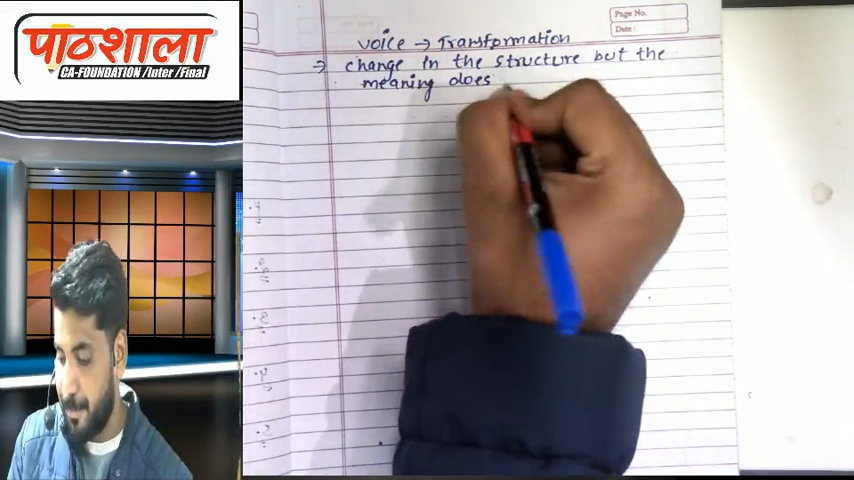 पाठशाला
CA-FOUNDATION /Inter/Final
Page No.
Date :
voice → Transformation
→ change in the structure but the
meaning does